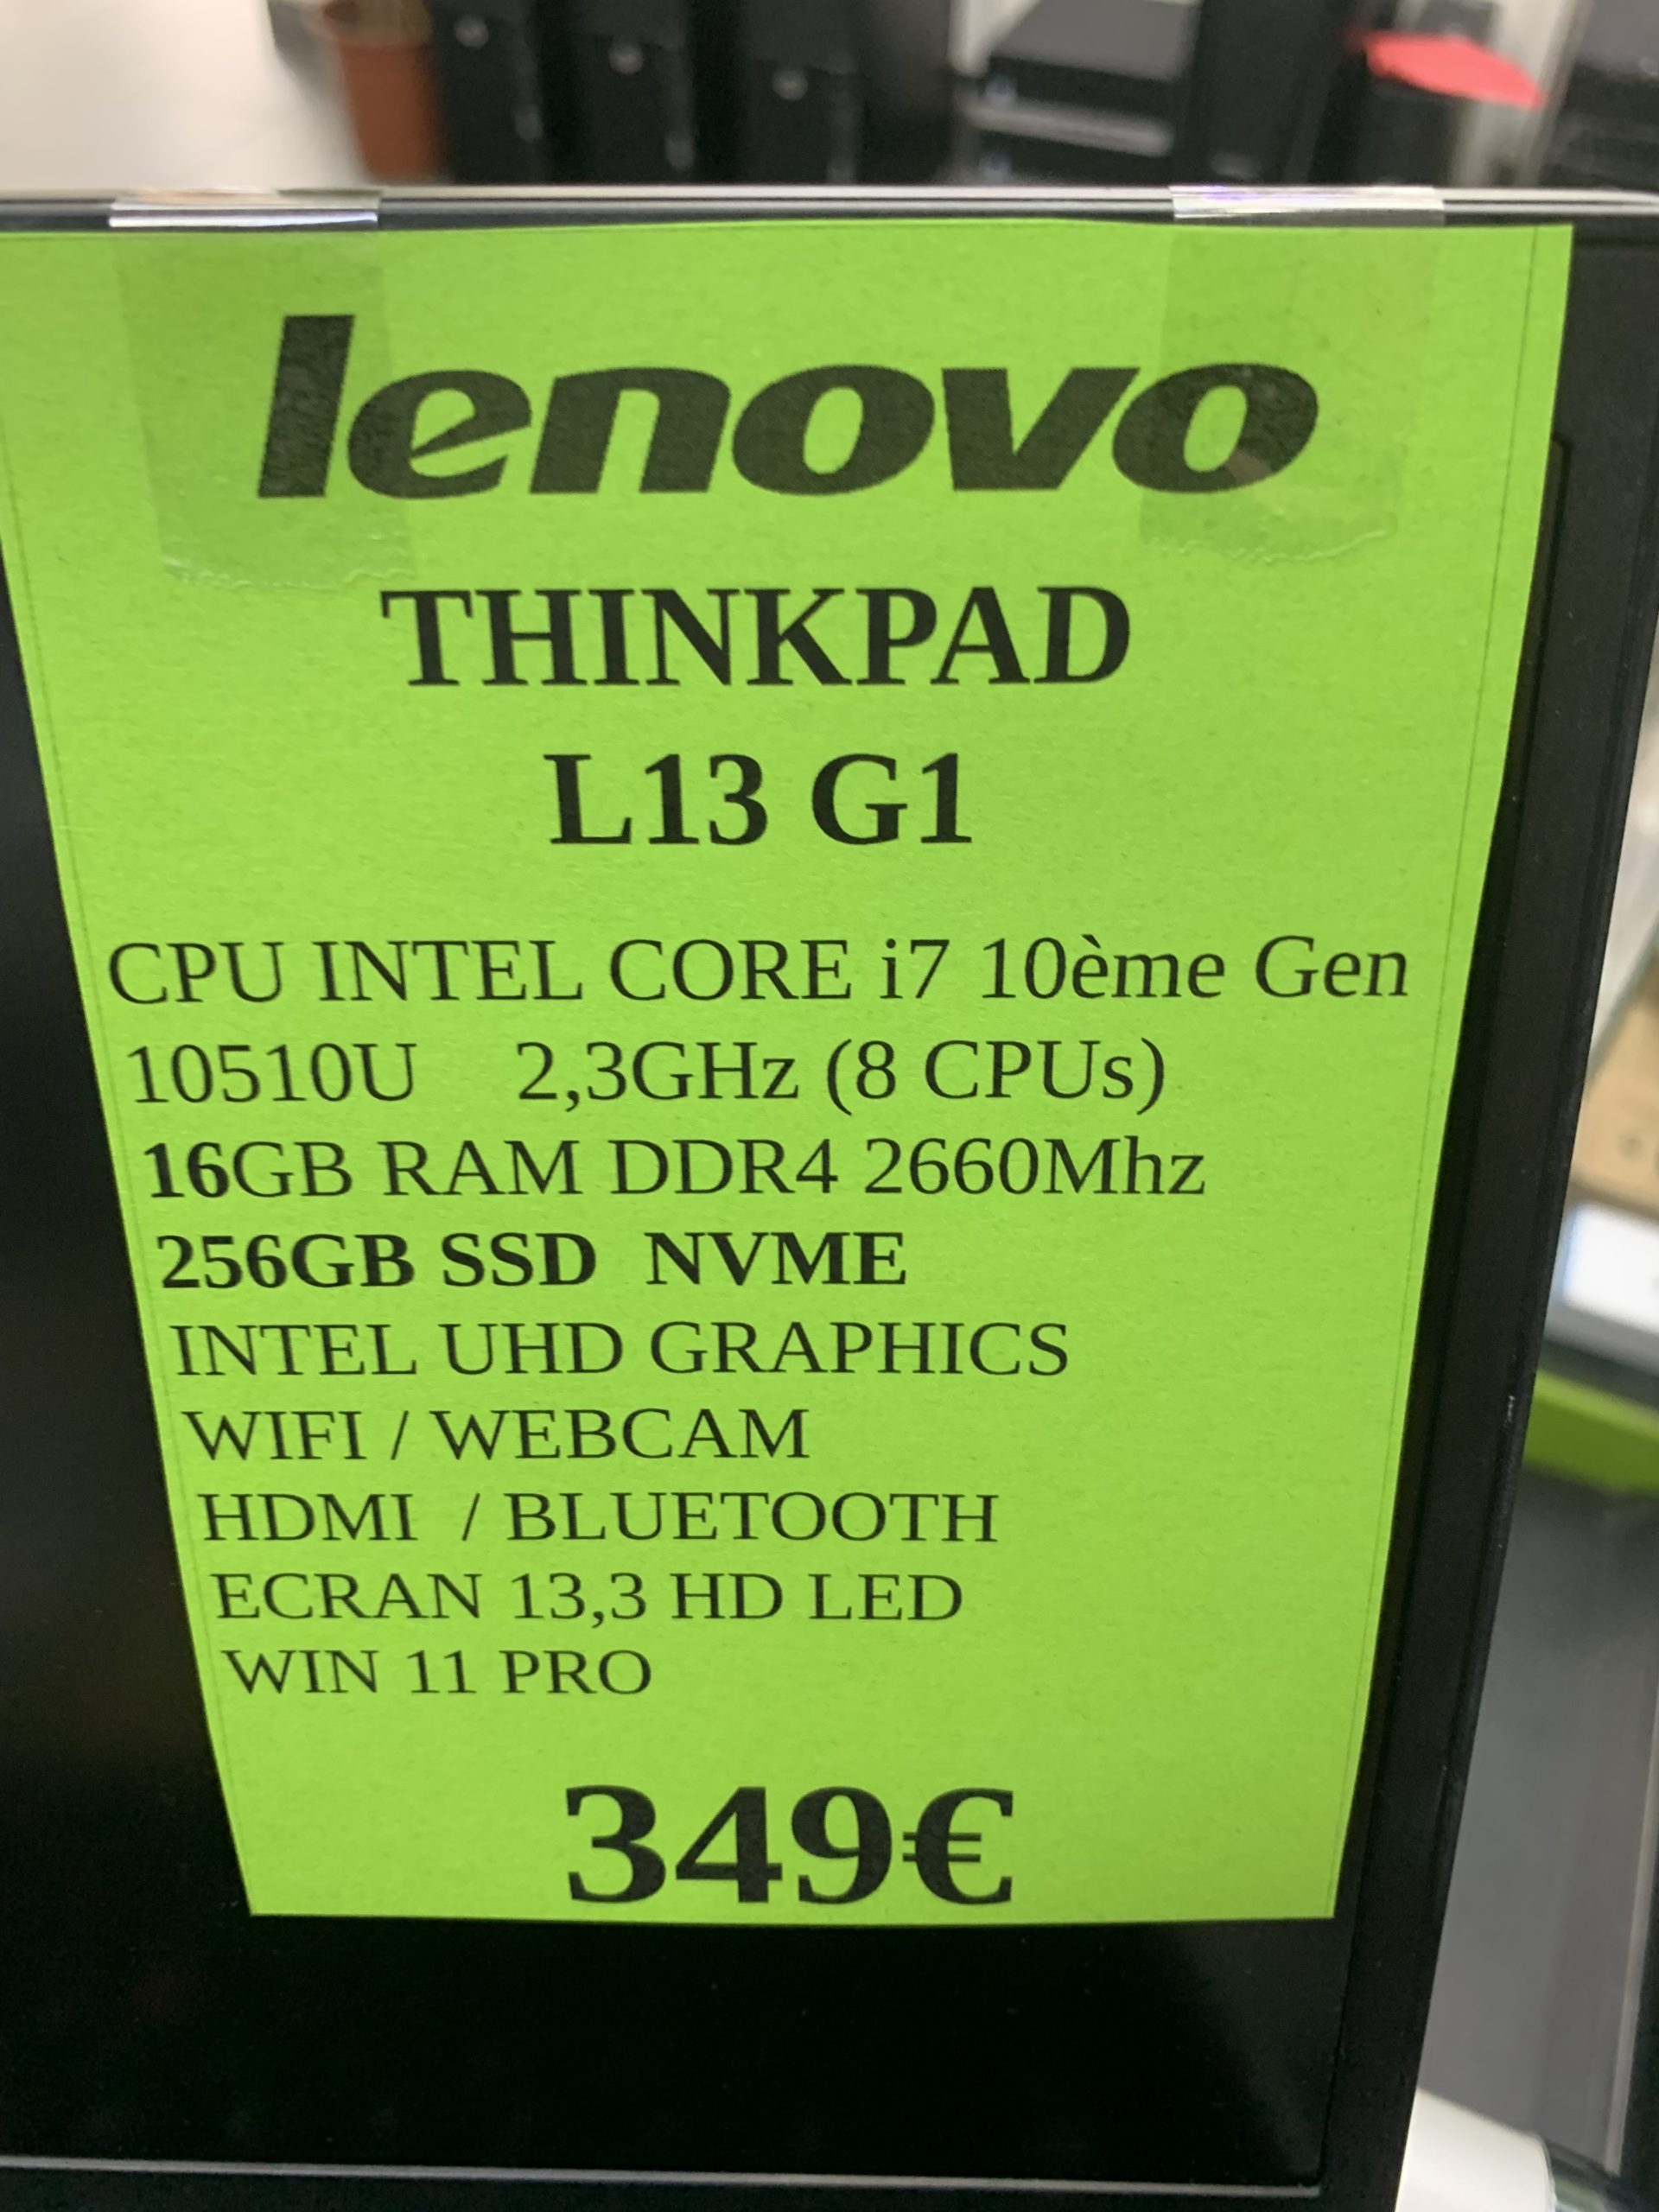 lenovo
THINKPAD
L13 G1
CPU INTEL CORE i7 10ème Gen
10510U 2,3GHz (8 CPUs)
16GB RAM DDR4 2660Mhz
256GB SSD NVME
INTEL UHD GRAPHICS
WIFI / WEBCAM
HDMI / BLUETOOTH
ECRAN 13,3 HD LED
WIN 11 PRO
349€